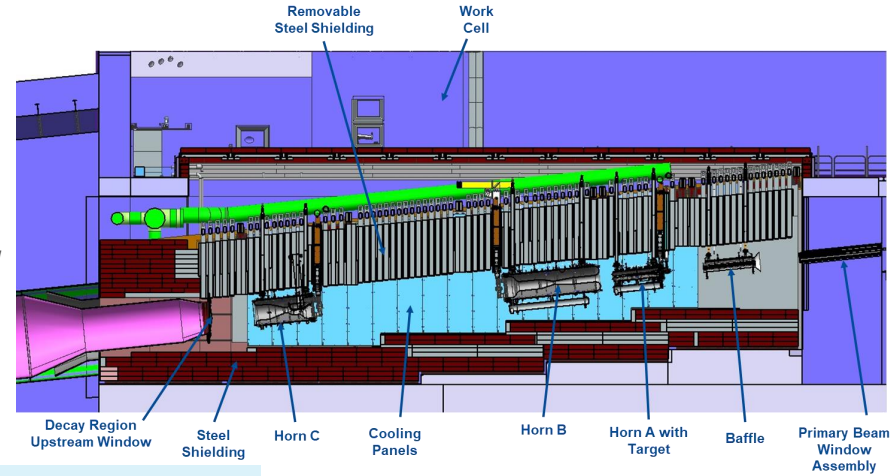 Removable
Steel Shielding
Work
Cell
Decay Region
Upstream Window
Steel
Shielding
Horn C
Cooling
Panels
Horn B
Horn A with
Target
Baffle
Primary Beam
Window
Assembly